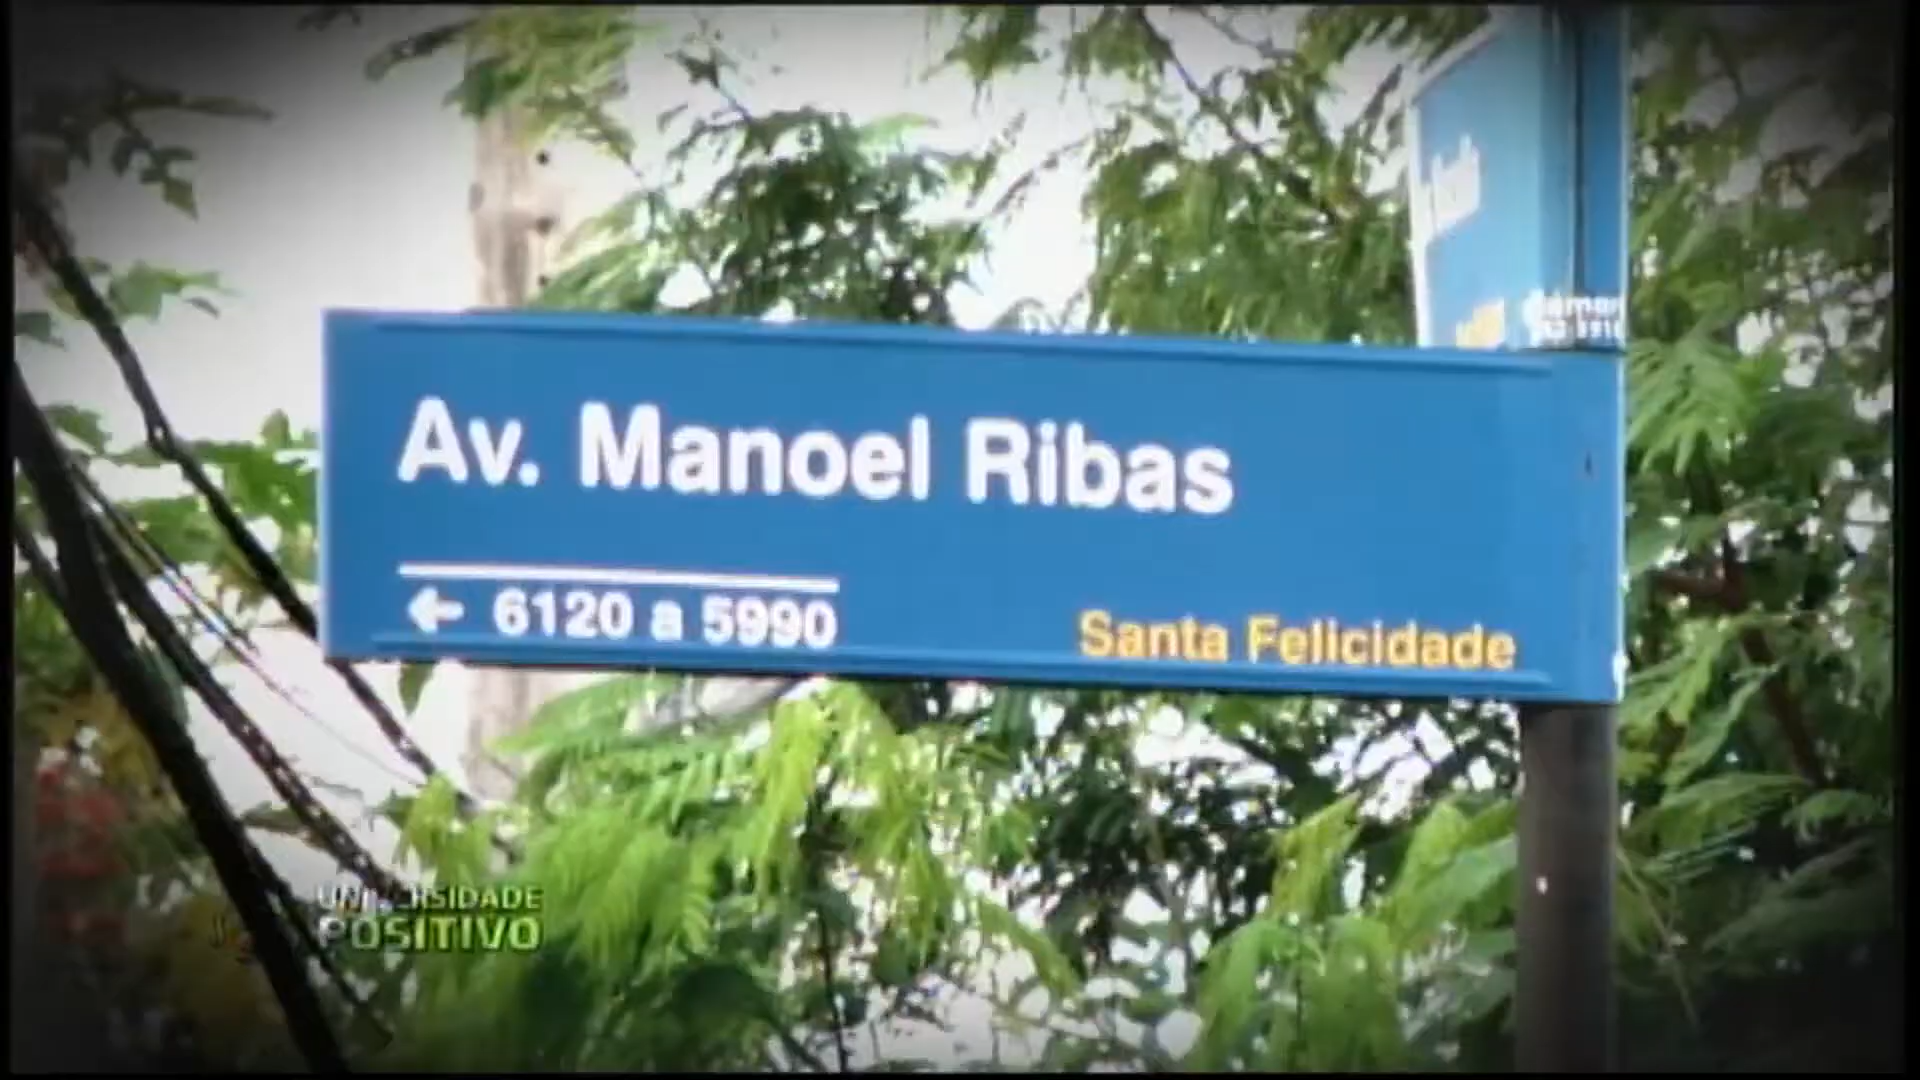 Av. Manoel Ribas
← 6120 a 5990
Santa Felicidade
UNIVERSIDADE
POSITIVO